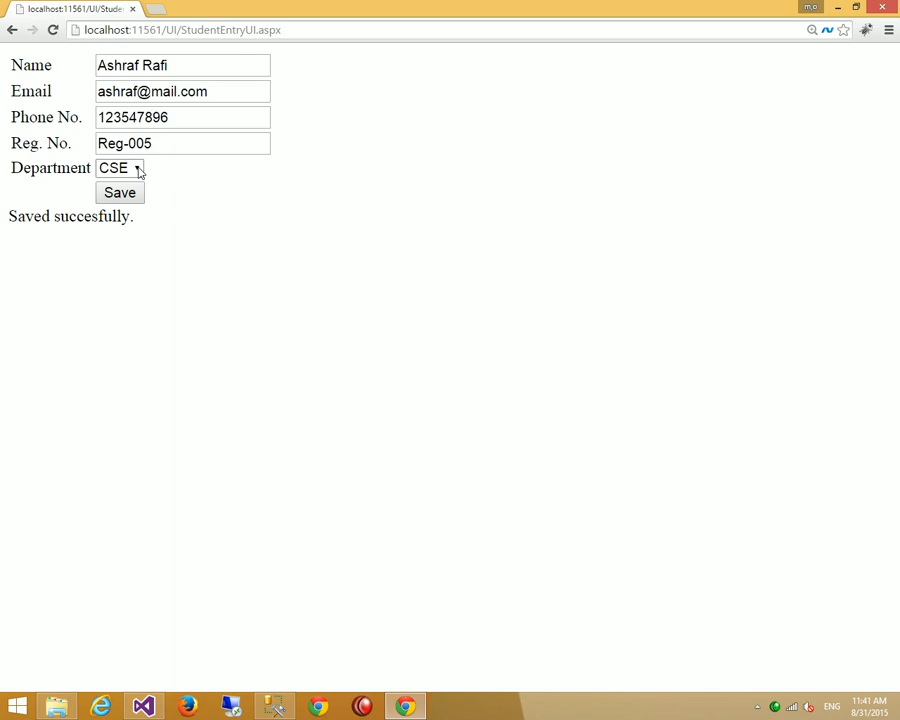 localhost:11561/UI/Stude
m,o
localhost:11561/UI/StudentEntryUI.aspx
Name Ashraf Rafi
Email ashraf@mail.com
Phone No. 123547896
Reg. No. Reg-005
Department CSE
Save
Saved succesfully.
ENG
11:41 AM
8/31/2015